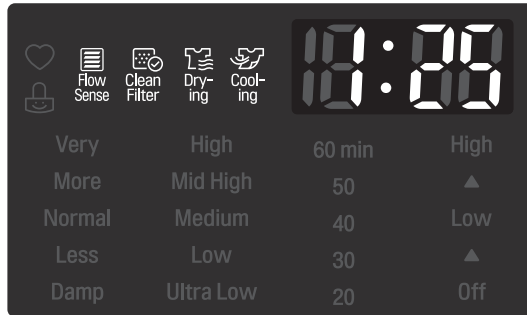 1:25
Flow Sense
Clean Filter
Dry-ing
Cool-ing
Very High 60 min High
More Mid High 50 ▲
Normal Medium 40 Low
Less Low 30 ▲
Damp Ultra Low 20 Off